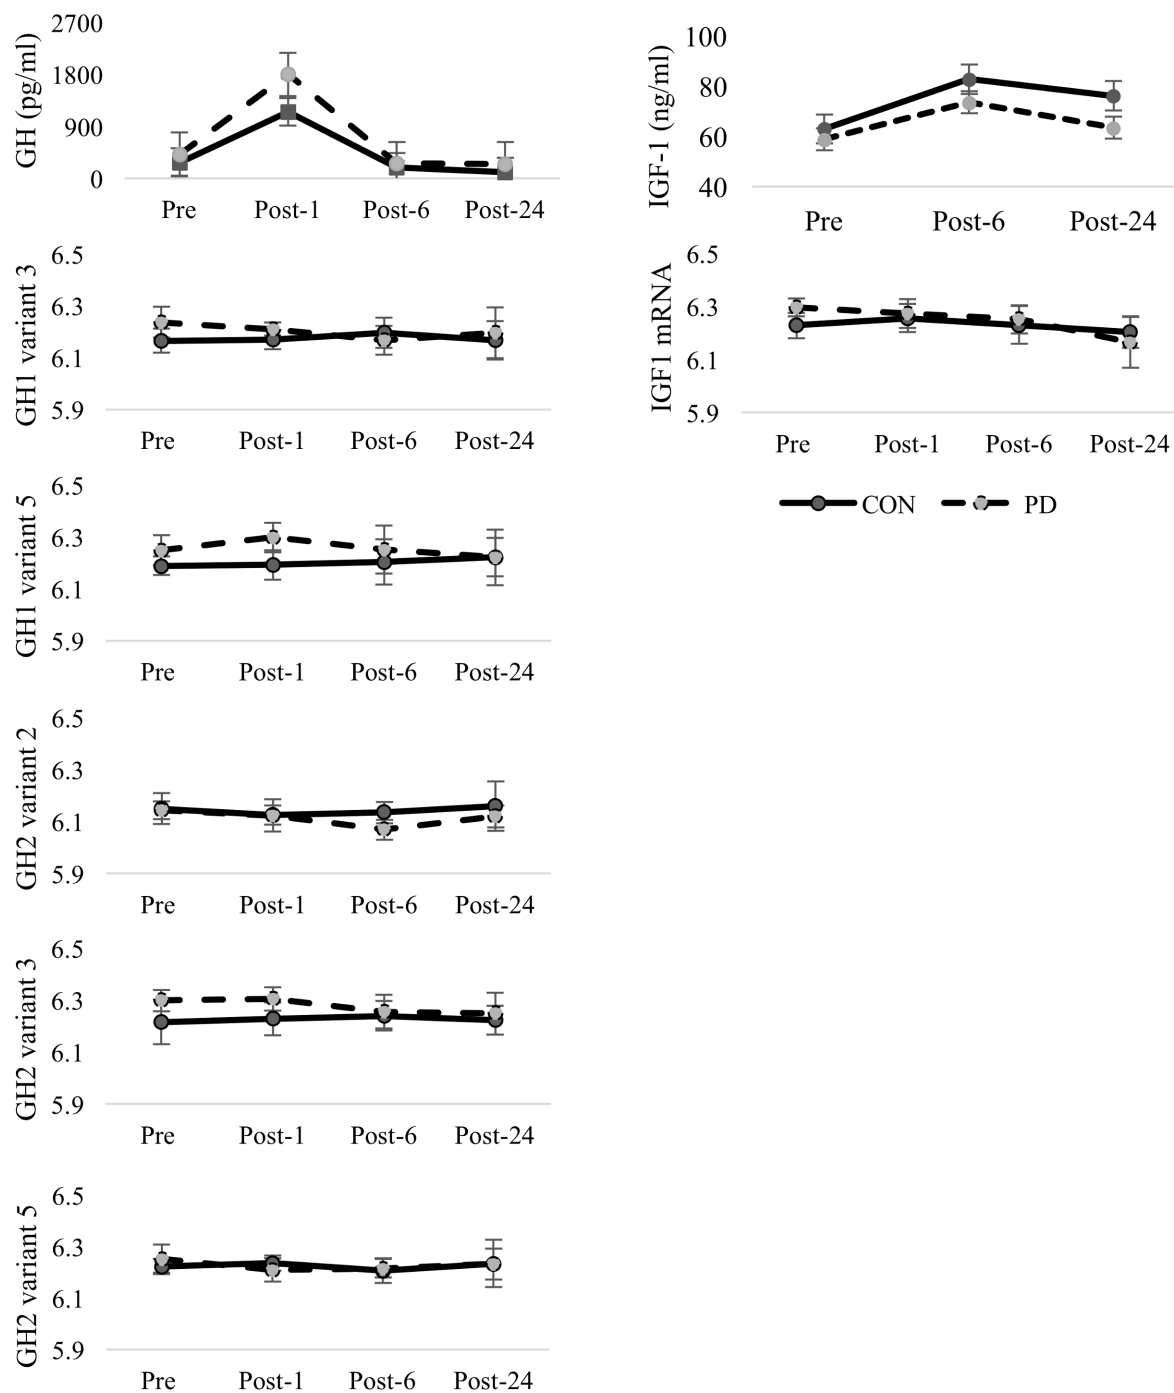 GH (pg/ml)
2700
1800
900
0
Pre Post-1 Post-6 Post-24
IGF-1 (ng/ml)
100
80
60
40
Pre Post-6 Post-24
GH1 variant 3
6.5
6.3
6.1
5.9
Pre Post-1 Post-6 Post-24
IGF1 mRNA
6.5
6.3
6.1
5.9
Pre Post-1 Post-6 Post-24
CON PD
GH1 variant 5
6.5
6.3
6.1
5.9
Pre Post-1 Post-6 Post-24
GH2 variant 2
6.5
6.3
6.1
5.9
Pre Post-1 Post-6 Post-24
GH2 variant 3
6.5
6.3
6.1
5.9
Pre Post-1 Post-6 Post-24
GH2 variant 5
6.5
6.3
6.1
5.9
Pre Post-1 Post-6 Post-24